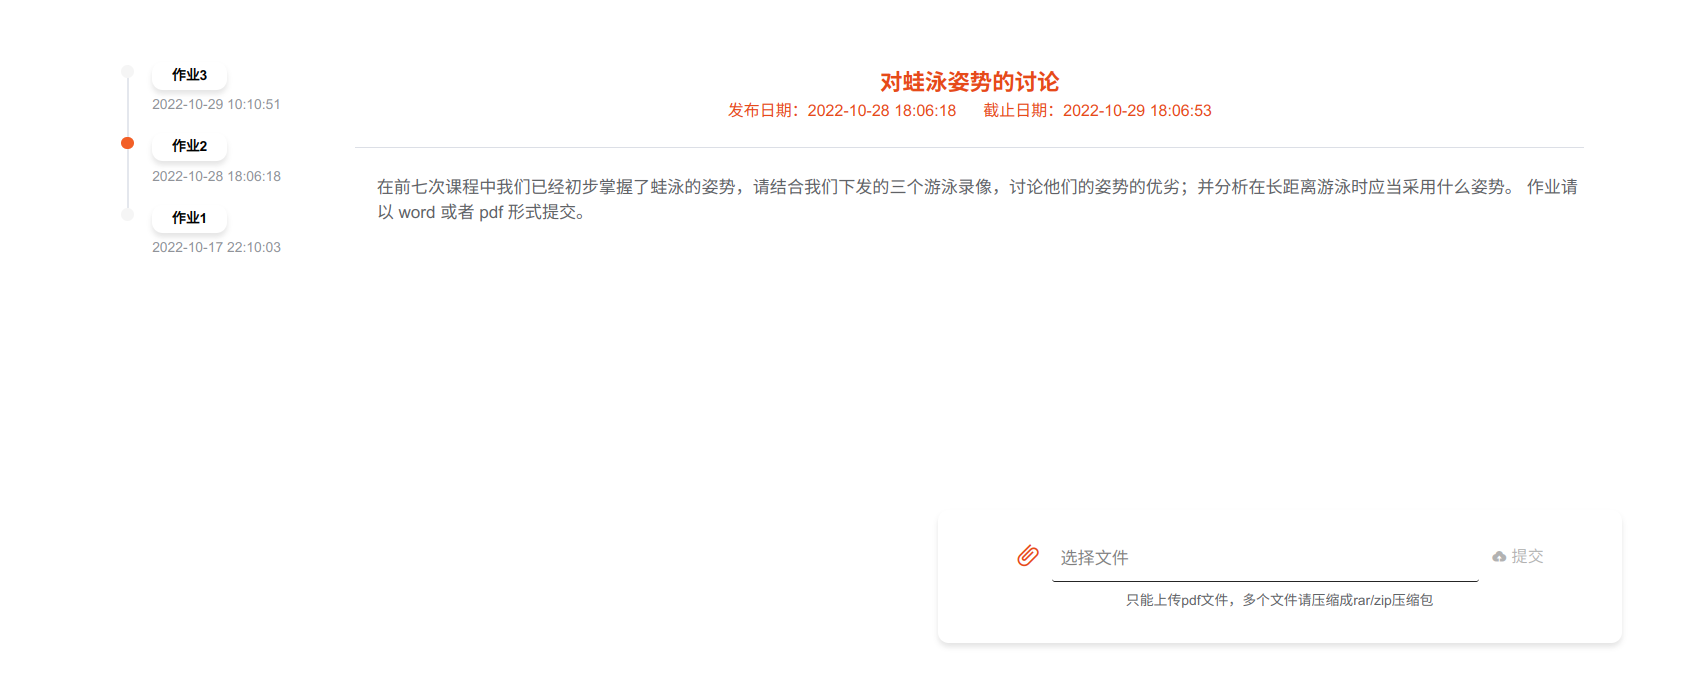 作业3
2022-10-29 10:10:51
作业2
2022-10-28 18:06:18
作业1
2022-10-17 22:10:03
对蛙泳姿势的讨论
发布日期：2022-10-28 18:06:18 截止日期：2022-10-29 18:06:53
在前七次课程中我们已经初步掌握了蛙泳的姿势，请结合我们下发的三个游泳录像，讨论他们的姿势的优劣；并分析在长距离游泳时应当采用什么姿势。 作业请
以 word 或者 pdf 形式提交。
选择文件
提交
只能上传pdf文件，多个文件请压缩成rar/zip压缩包